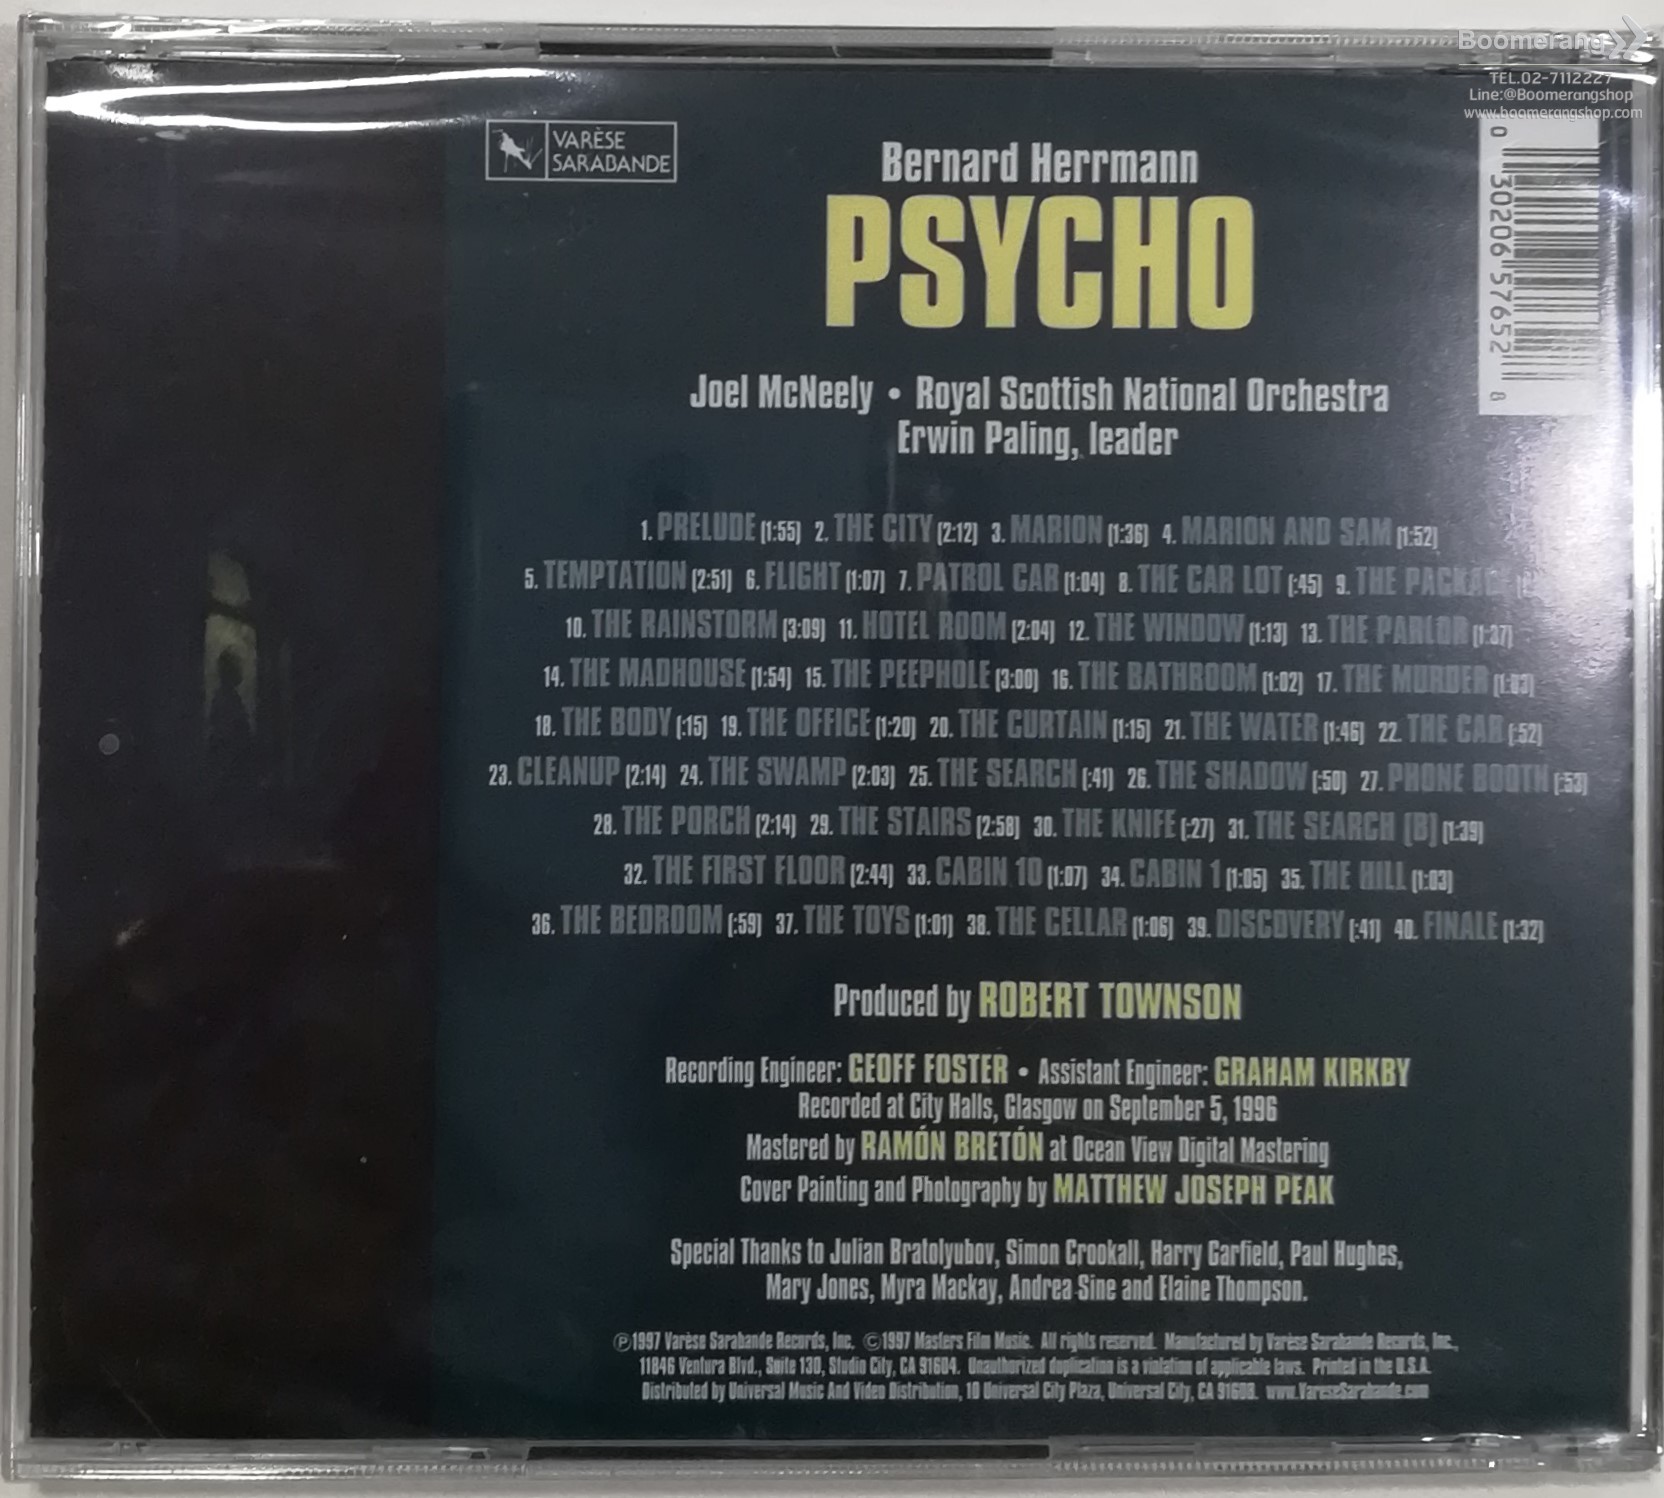 Boomerang
TEL.02-7112227
Line:@Boomerangshop
www.boomerangshop.com
VARÈSE
SARABANDE
Bernard Herrmann
PSYCHO
0 30206 57652 8
Joel McNeely • Royal Scottish National Orchestra
Erwin Paling, leader
1. PRELUDE (1:55) 2. THE CITY (2:12) 3. MARION (1:36) 4. MARION AND SAM (1:52)
5. TEMPTATION (2:51) 6. FLIGHT (1:07) 7. PATROL CAR (1:04) 8. THE CAR LOT (:45) 9. THE PACKAGE
10. THE RAINSTORM (3:09) 11. HOTEL ROOM (2:04) 12. THE WINDOW (1:13) 13. THE PARLOR (1:37)
14. THE MADHOUSE (1:54) 15. THE PEEPHOLE (3:00) 16. THE BATHROOM (1:02) 17. THE MURDER (1:03)
18. THE BODY (:15) 19. THE OFFICE (1:20) 20. THE CURTAIN (1:15) 21. THE WATER (1:46) 22. THE CAR (:52)
23. CLEANUP (2:14) 24. THE SWAMP (2:03) 25. THE SEARCH (:41) 26. THE SHADOW (:50) 27. PHONE BOOTH (:53)
28. THE PORCH (2:14) 29. THE STAIRS (2:58) 30. THE KNIFE (:27) 31. THE SEARCH (B) (1:39)
32. THE FIRST FLOOR (2:44) 33. CABIN 10 (1:07) 34. CABIN 1 (1:05) 35. THE HILL (1:03)
36. THE BEDROOM (:59) 37. THE TOYS (1:01) 38. THE CELLAR (1:06) 39. DISCOVERY (:41) 40. FINALE (1:32)
Produced by ROBERT TOWNSON
Recording Engineer: GEOFF FOSTER • Assistant Engineer: GRAHAM KIRKBY
Recorded at City Halls, Glasgow on September 5, 1996
Mastered by RAMÓN BRETÓN at Ocean View Digital Mastering
Cover Painting and Photography by MATTHEW JOSEPH PEAK
Special Thanks to Julian Bratolyubov, Simon Crookall, Harry Garfield, Paul Hughes,
Mary Jones, Myra Mackay, Andrea Sine and Elaine Thompson.
℗1997 Varèse Sarabande Records, Inc. ©1997 Masters Film Music. All rights reserved. Manufactured by Varèse Sarabande Records, Inc.,
11846 Ventura Blvd., Suite 130, Studio City, CA 91604. Unauthorized duplication is a violation of applicable laws. Printed in the U.S.A.
Distributed by Universal Music And Video Distribution, 10 Universal City Plaza, Universal City, CA 91608. www.VareseSarabande.com